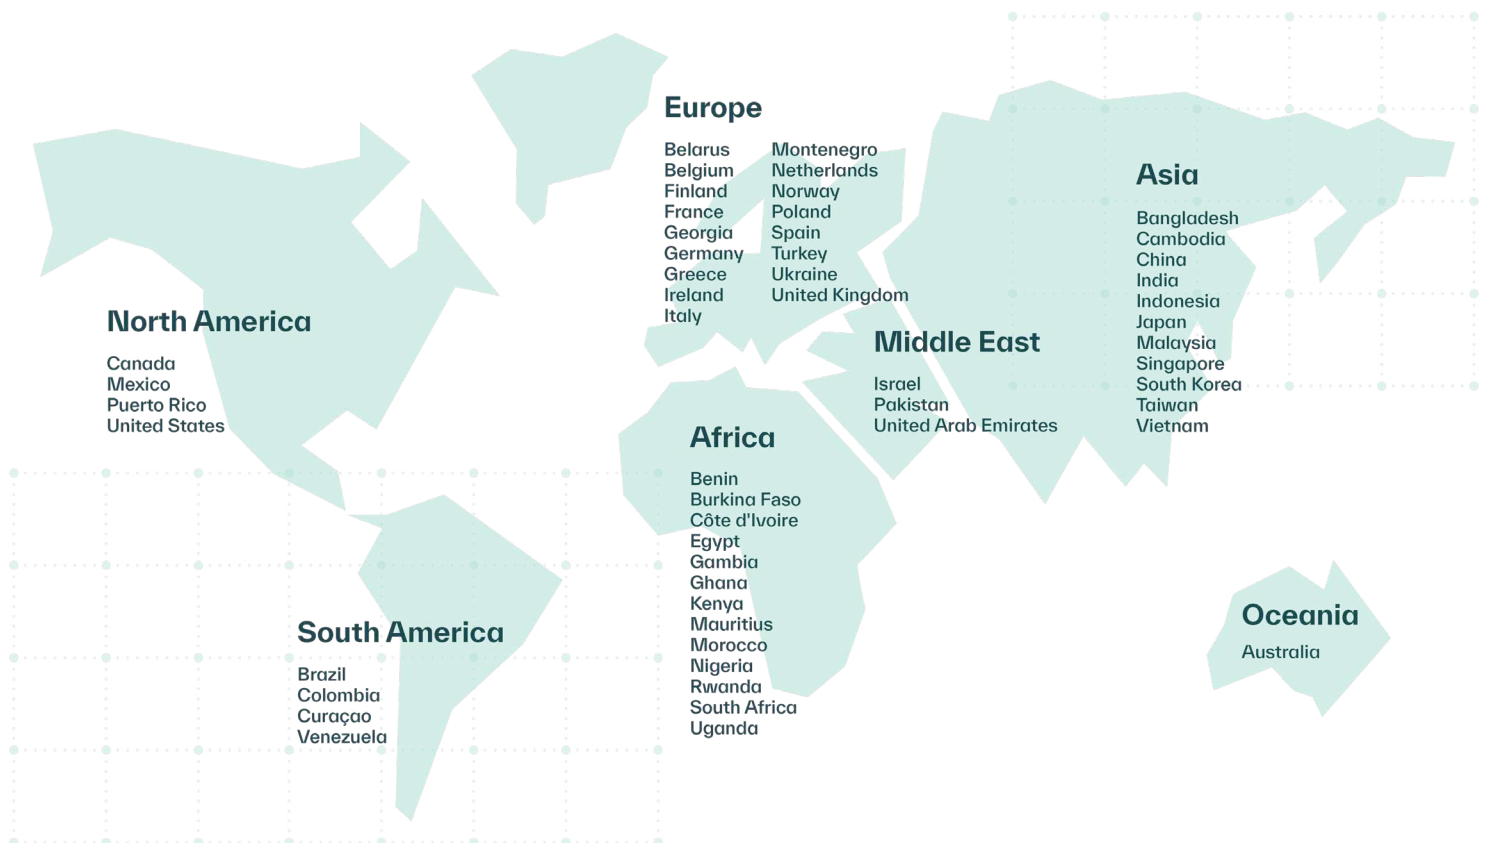 Europe
Belarus
Belgium
Finland
France
Georgia
Germany
Greece
Ireland
Italy
Montenegro
Netherlands
Norway
Poland
Spain
Turkey
Ukraine
United Kingdom
Asia
Bangladesh
Cambodia
China
India
Indonesia
Japan
Malaysia
Singapore
South Korea
Taiwan
Vietnam
North America
Canada
Mexico
Puerto Rico
United States
Middle East
Israel
Pakistan
United Arab Emirates
Africa
Benin
Burkina Faso
Côte d'Ivoire
Egypt
Gambia
Ghana
Kenya
Mauritius
Morocco
Nigeria
Rwanda
South Africa
Uganda
South America
Brazil
Colombia
Curaçao
Venezuela
Oceania
Australia